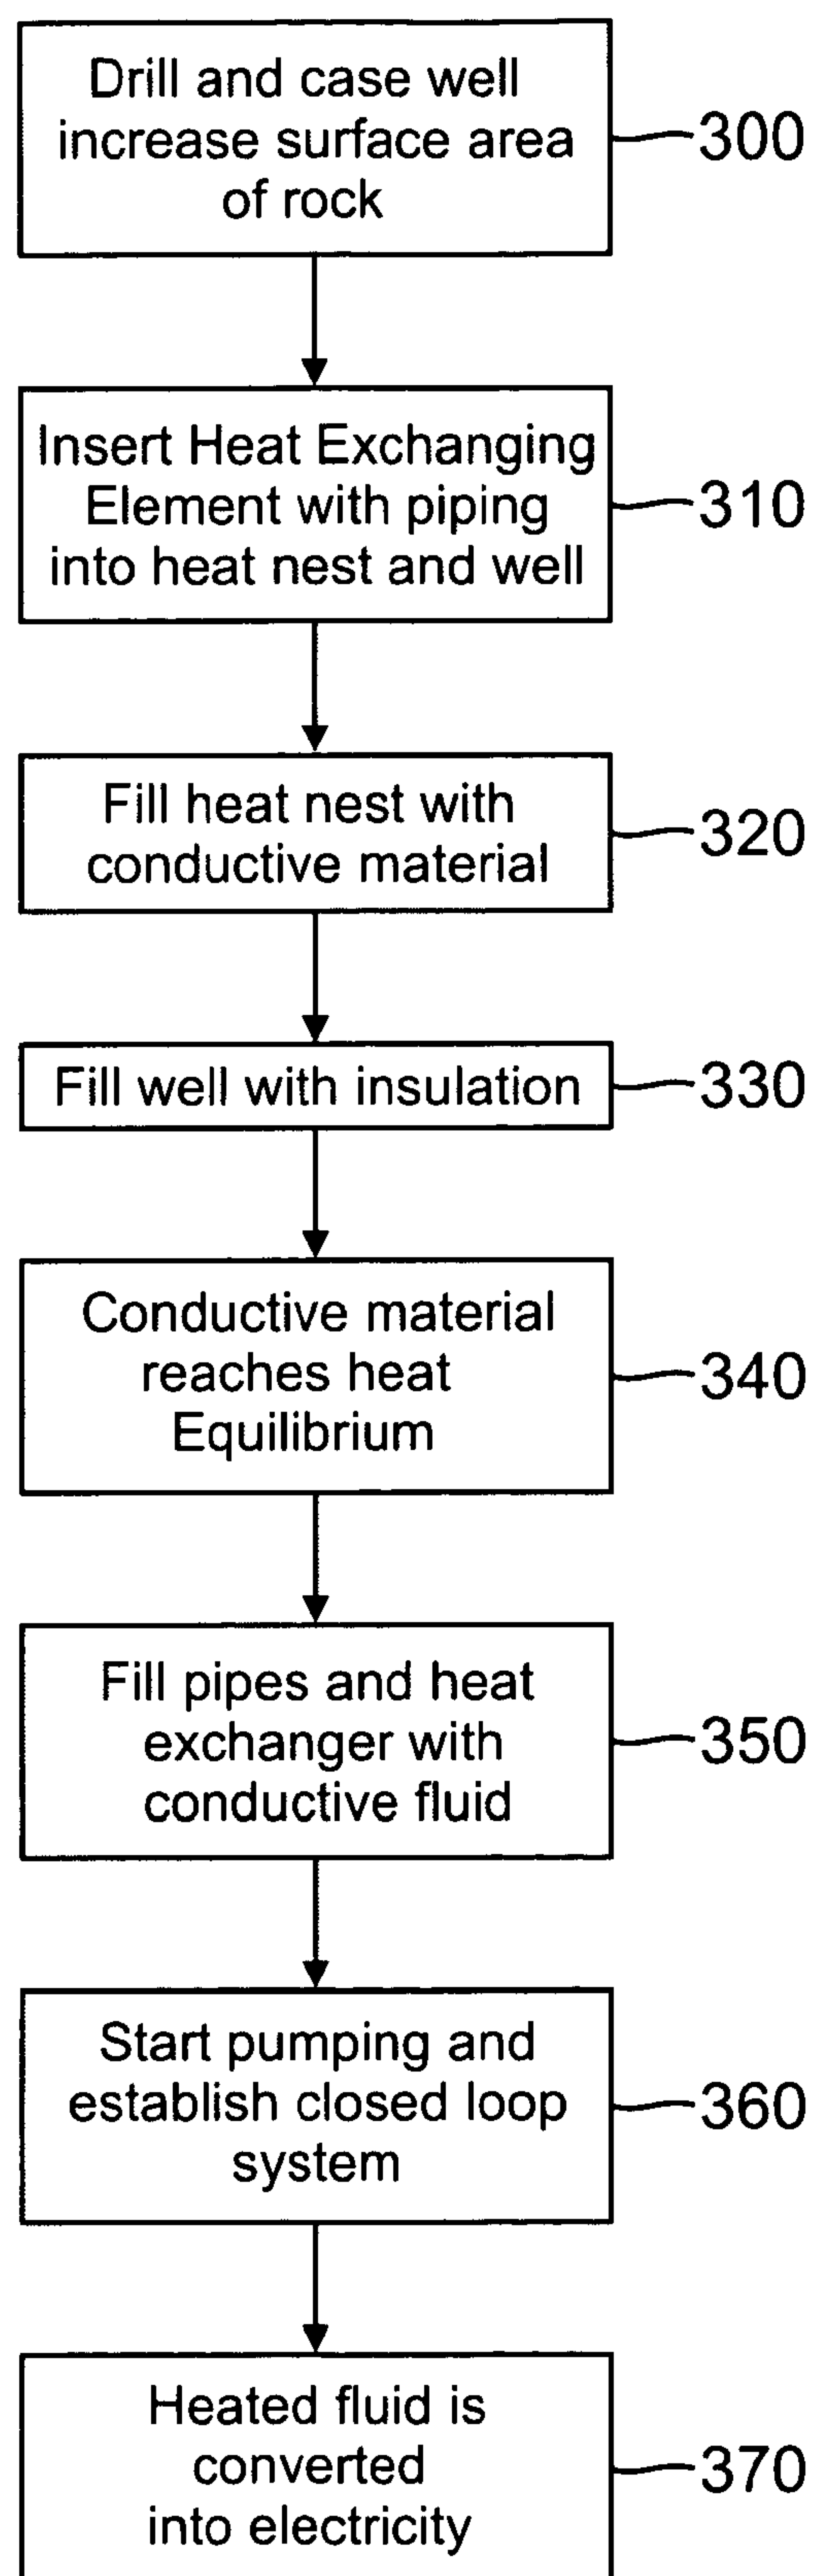 Drill and case well
increase surface area
of rock
300
Insert Heat Exchanging
Element with piping
into heat nest and well
310
Fill heat nest with
conductive material
320
Fill well with insulation
330
Conductive material
reaches heat
Equilibrium
340
Fill pipes and heat
exchanger with
conductive fluid
350
Start pumping and
establish closed loop
system
360
Heated fluid is
converted
into electricity
370